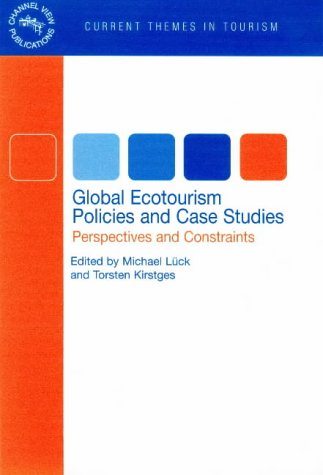 CHANNEL VIEW
PUBLICATIONS
CURRENT THEMES IN TOURISM
Global Ecotourism
Policies and Case Studies
Perspectives and Constraints
Edited by Michael Lück
and Torsten Kirstges